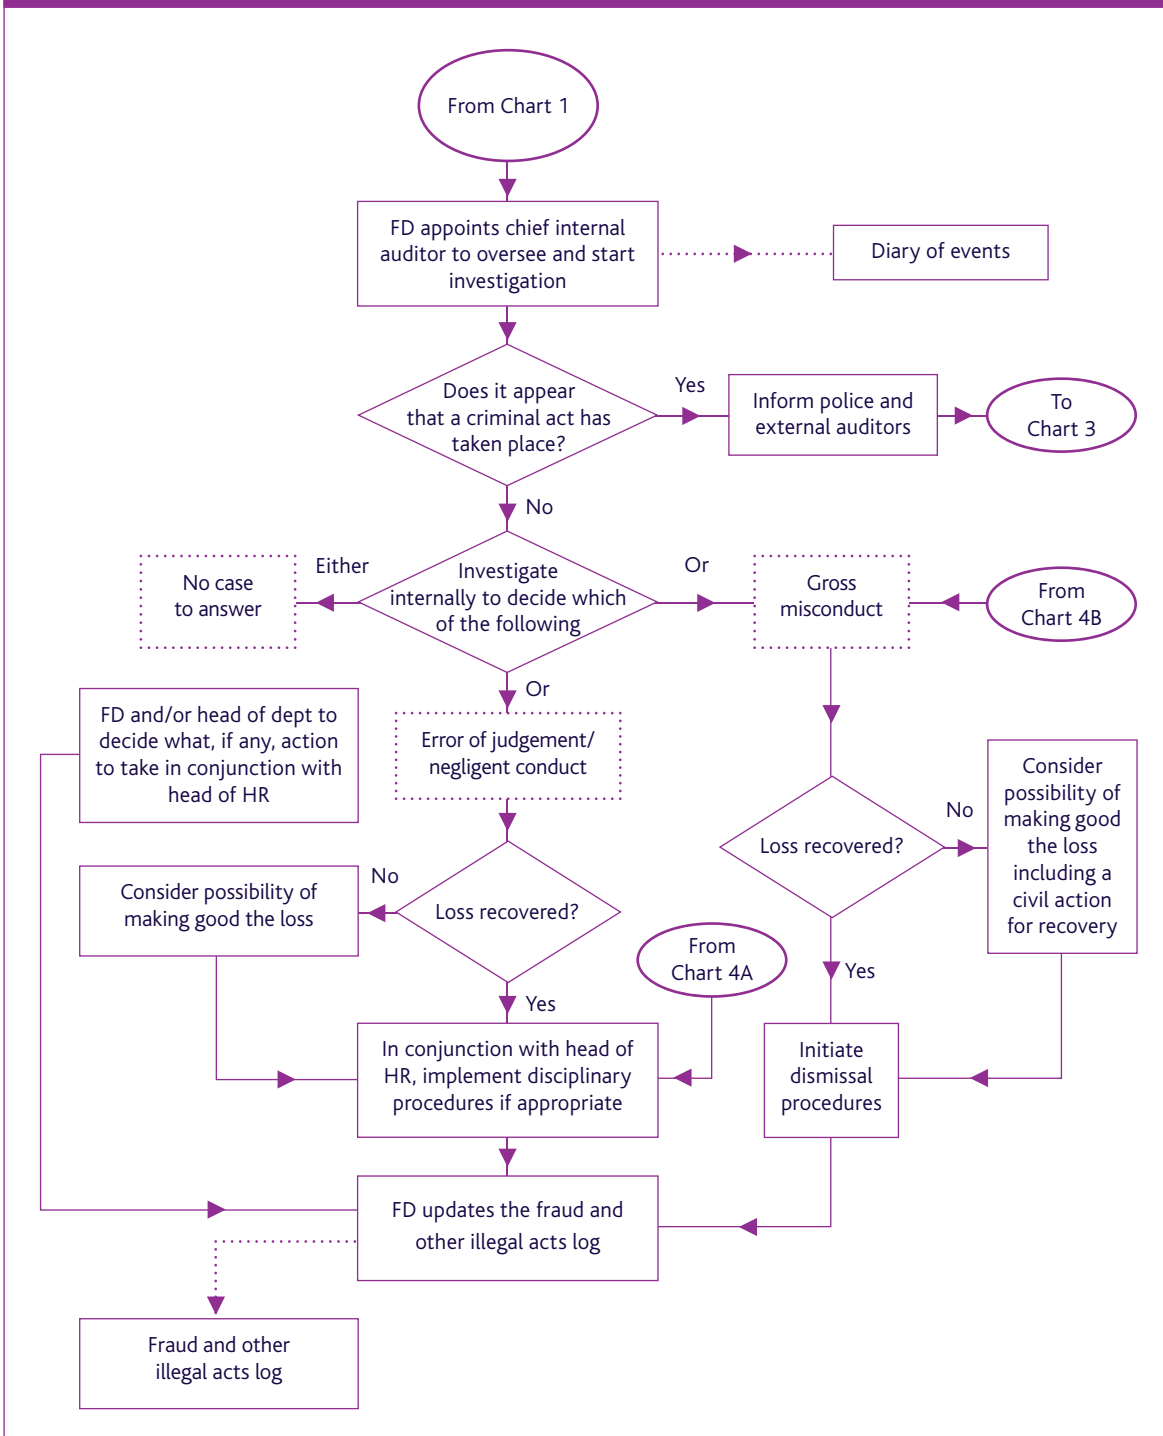 From Chart 1
FD appoints chief internal
auditor to oversee and start
investigation
Diary of events
Does it appear
that a criminal act has
taken place?
Yes
Inform police and
external auditors
To
Chart 3
No
No case
to answer
Either
Investigate
internally to decide which
of the following
Or
Gross
misconduct
From
Chart 4B
Or
FD and/or head of dept to
decide what, if any, action
to take in conjunction with
head of HR
Error of judgement/
negligent conduct
Loss recovered?
No
Consider
possibility of
making good
the loss
including a
civil action
for recovery
Consider possibility of
making good the loss
No
Loss recovered?
From
Chart 4A
Yes
Yes
In conjunction with head of
HR, implement disciplinary
procedures if appropriate
Initiate
dismissal
procedures
FD updates the fraud and
other illegal acts log
Fraud and other
illegal acts log